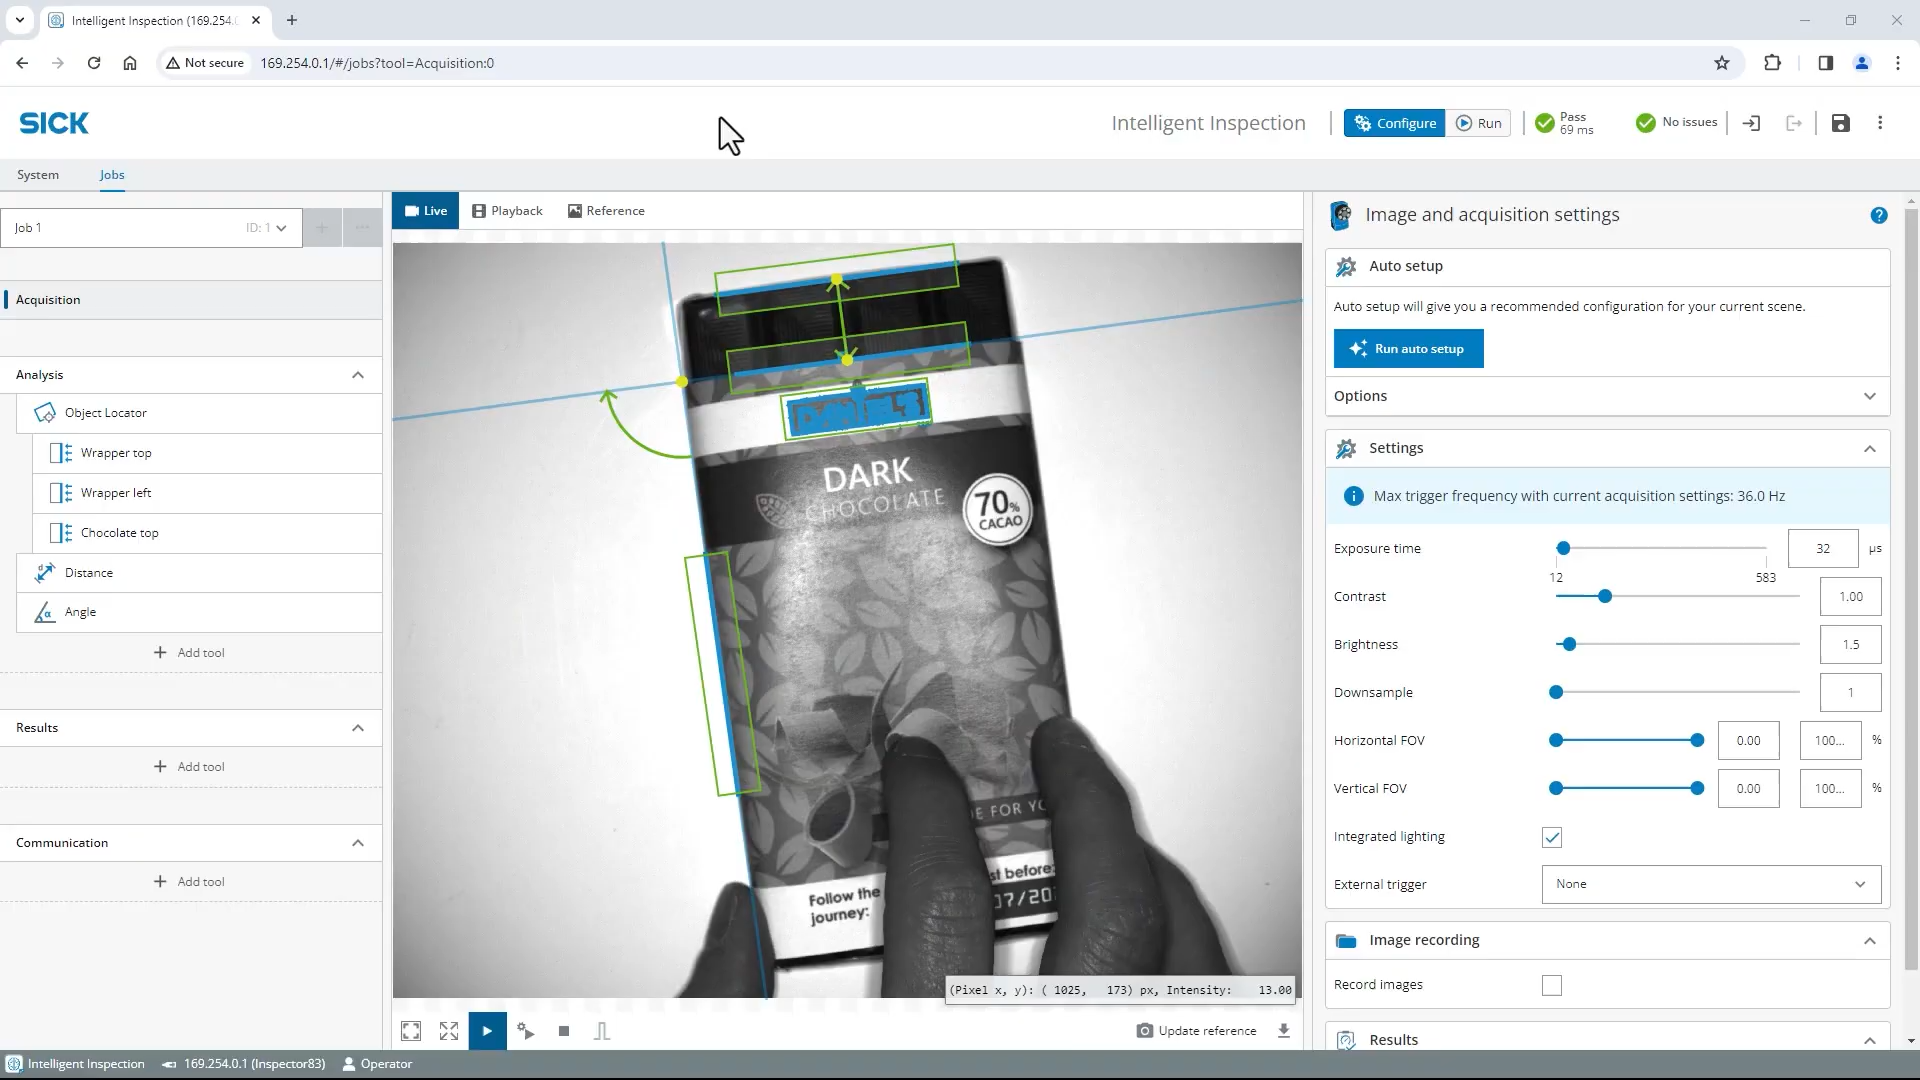 Intelligent Inspection (169.254.0
Not secure
169.254.0.1/#/jobs?tool=Acquisition:0
SICK
Intelligent Inspection
Configure
Run
Pass
69 ms
No issues
System
Jobs
Job 1
ID: 1
Live
Playback
Reference
Acquisition
Analysis
Object Locator
Wrapper top
Wrapper left
Chocolate top
Distance
Angle
Add tool
Results
Add tool
Communication
Add tool
DANIEL'S
DARK
CHOCOLATE
70%
CACAO
DE FOR YO
Follow the
journey:
st before:
07/20
(Pixel x, y): ( 1025, 173) px, Intensity: 13.00
Update reference
Image and acquisition settings
Auto setup
Auto setup will give you a recommended configuration for your current scene.
Run auto setup
Options
Settings
Max trigger frequency with current acquisition settings: 36.0 Hz
Exposure time
32
µs
12
583
Contrast
1.00
Brightness
1.5
Downsample
1
Horizontal FOV
0.00
100...
%
Vertical FOV
0.00
100...
%
Integrated lighting
External trigger
None
Image recording
Record images
Results
Intelligent Inspection
169.254.0.1 (Inspector83)
Operator